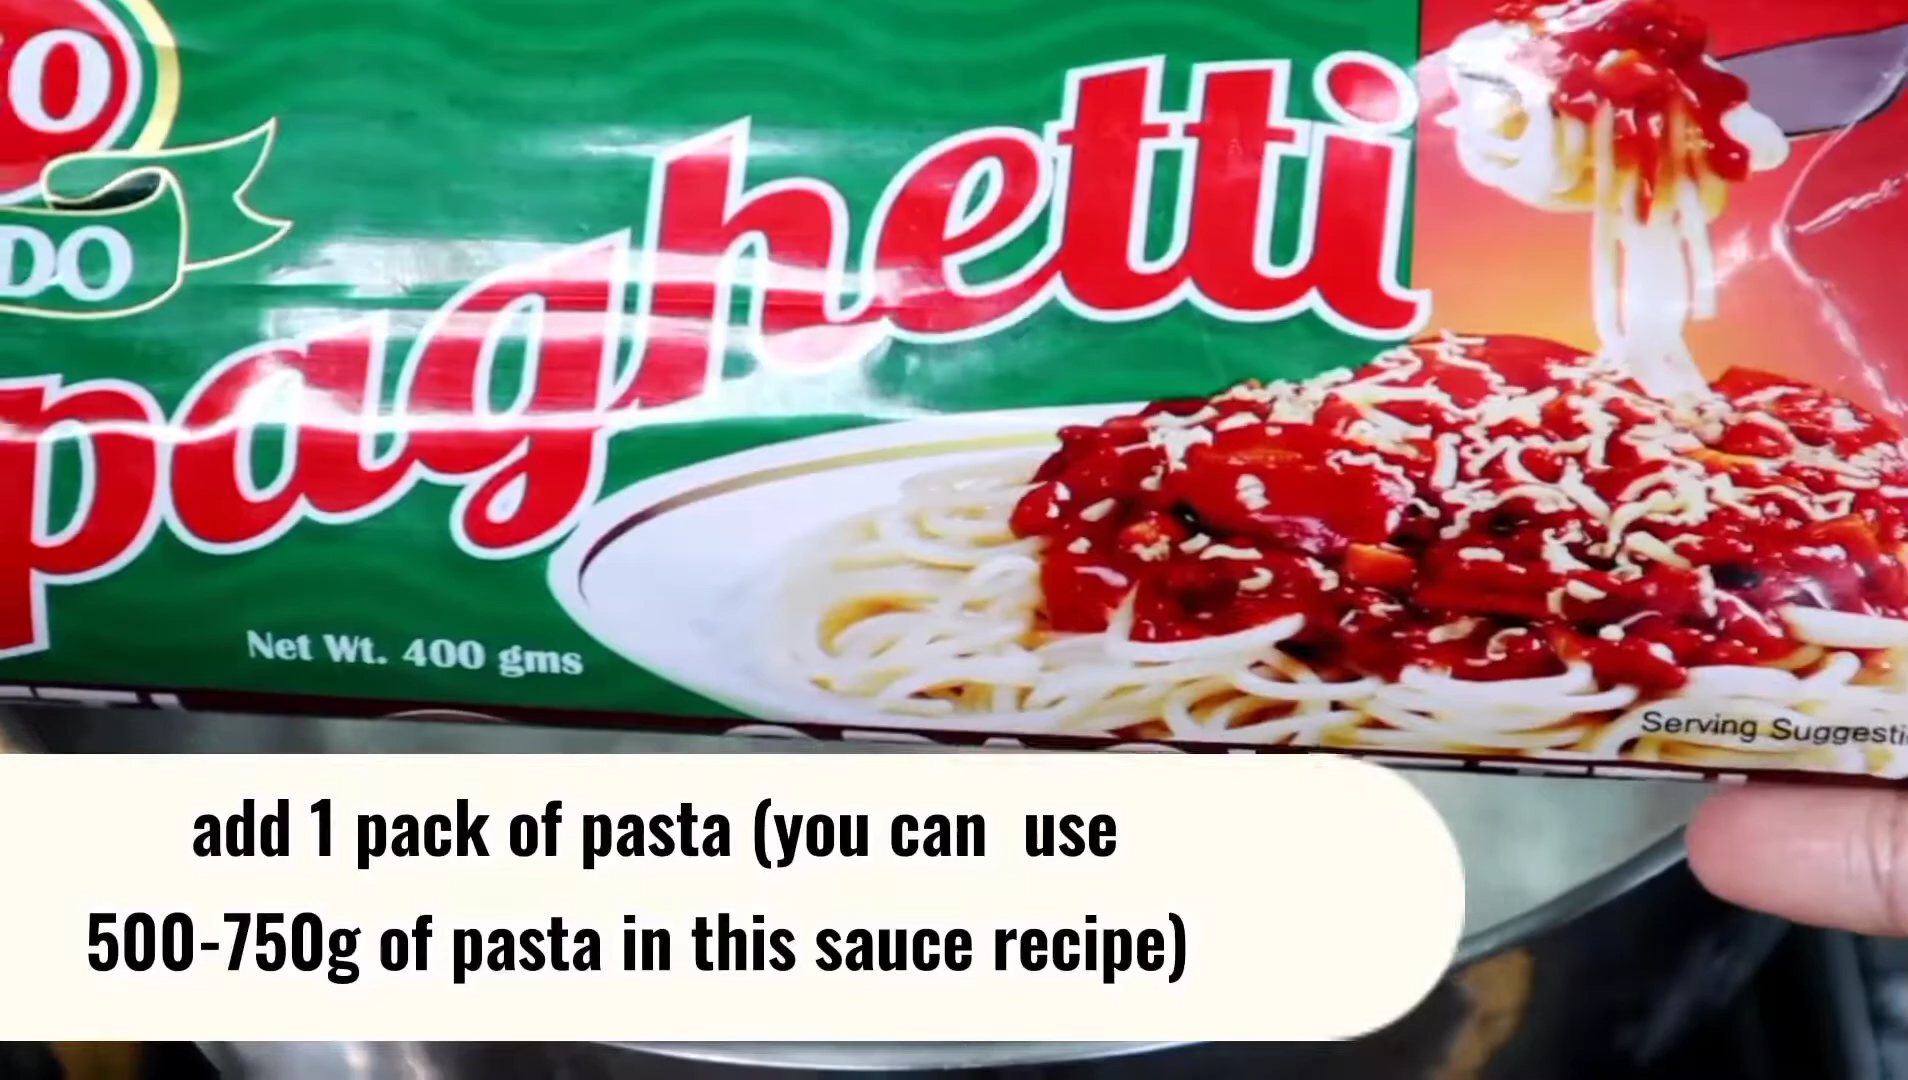 O
DO
paghetti
Net Wt. 400 gms
Serving Suggesti
add 1 pack of pasta (you can  use
500-750g of pasta in this sauce recipe)